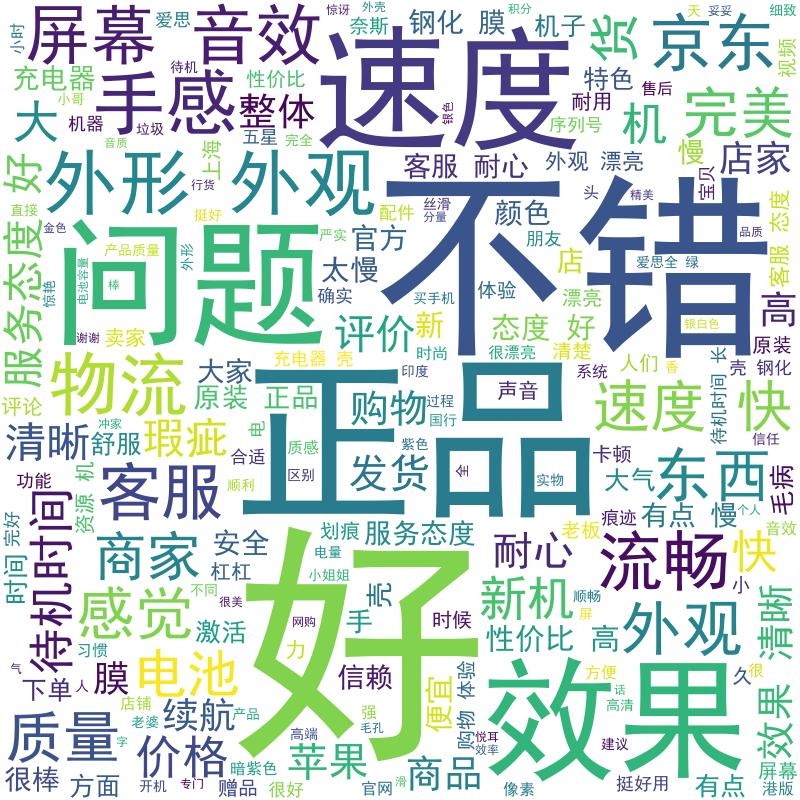 屏幕
音效
爱思
惊讶
外壳
奈斯
钢化 膜
积分
机子
货
京东
天
妥妥
细致
视频
小时
充电器
小哥
待机
性价比
手感
整体
速度
特色
售后
耐用
完美
大
机器
垃圾
五星
完全
银色
序列号
机
慢
店家
好
音质
上海
行货
外形
外观
客服 耐心
外观 漂亮
宝贝
直接
金色
挺好
配件
丝滑
分量
颜色
头
精美
品质
不错
服务态度
惊艳
电池容量
产品质量
棒
外形
问题
严实
官方
太慢
确实
朋友
店
爱思全 绿
客服 态度
买手机
体验
漂亮
银白色
高
谢谢
卖家
评价
新
态度 好
时尚
很漂亮
清楚
系统
人们
香
长
原装
壳
钢化
充电器 壳
大家
印度
物流
原装
正品
评论
正品
购物
过程
国行
声音
速度
待机时间
快
信任
冲家
清晰
舒服
瑕疵
电
合适
质感
区别
发货
紫色
全
实物
卡顿
大气
东西
毛病
功能
资源 机
客服
顺利
待机时间
完好
时间
商家
安全
杠杠
划痕
电量
服务态度
小姐姐
耐心
老板
痕迹
有点 慢
个人
音效
流畅
快
小
感觉
不同
很美
激活
网购
力
手
壳
时候
新机
顺畅
屏
性价比 高
外观
清晰
习惯
气
下单
人
膜
电池
好
信赖
便宜
购物 体验
方便
话
高清
久
很
效果
店铺
老婆
产品
续航
强
毛孔
高端
悦耳
效率
效果
建议
质量
字
价格
苹果
商品
很棒
方面
开机
专门
暗紫色
赠品
很好
官网
滑
像素
挺好用
有点
屏幕
港版